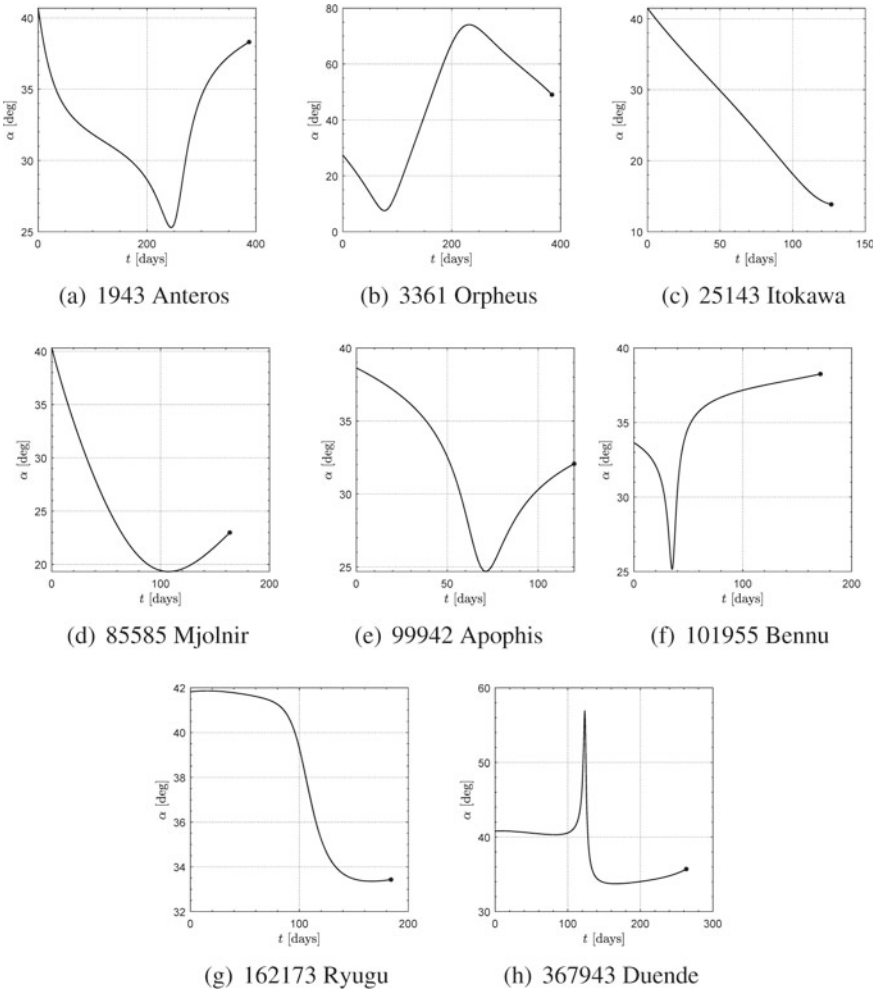 40
35
30
25
α [deg]
0
200
400
t [days]
80
60
40
20
0
α [deg]
0
200
400
t [days]
40
30
20
10
α [deg]
0
50
100
150
t [days]
(a) 1943 Anteros
(b) 3361 Orpheus
(c) 25143 Itokawa
40
35
30
25
20
α [deg]
0
100
200
t [days]
40
35
30
25
α [deg]
0
50
100
t [days]
40
35
30
25
α [deg]
0
100
200
t [days]
(d) 85585 Mjolnir
(e) 99942 Apophis
(f) 101955 Bennu
42
40
38
36
34
32
α [deg]
0
100
200
t [days]
60
50
40
30
α [deg]
0
100
200
300
t [days]
(g) 162173 Ryugu
(h) 367943 Duende